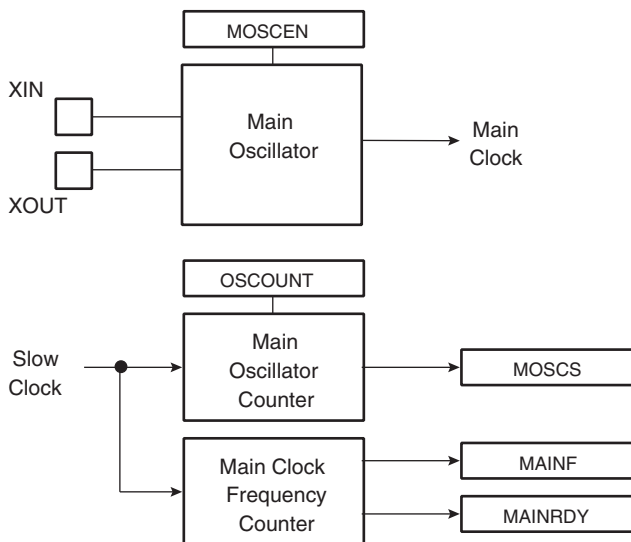 MOSCEN
XIN
Main
Oscillator
Main
Clock
XOUT
OSCOUNT
Slow
Clock
Main
Oscillator
Counter
MOSCS
Main Clock
Frequency
Counter
MAINF
MAINRDY